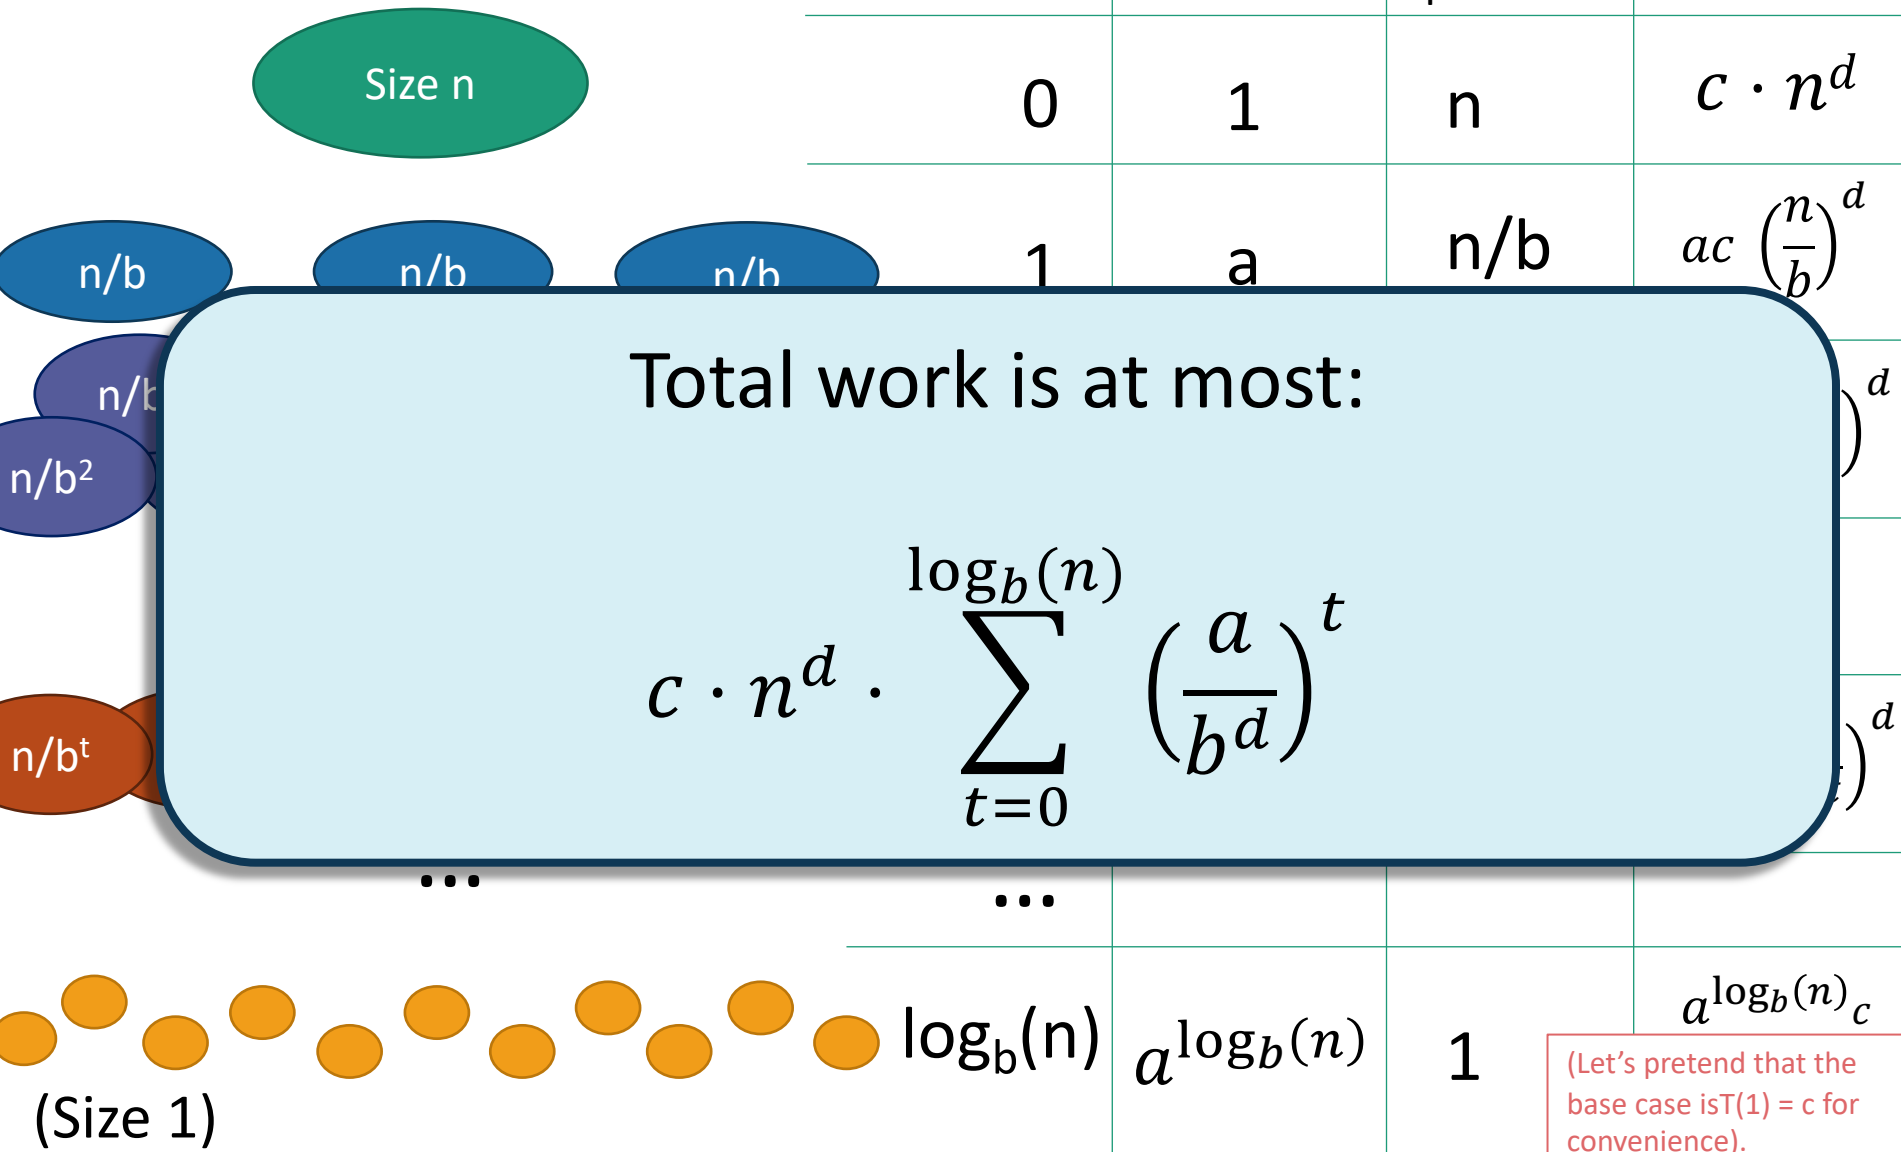 Size n
0 1 n c · n^d
n/b n/b n/b 1 a n/b ac (n/b)^d
Total work is at most:
n/b d
n/b²
log_b(n)
c · n^d · ∑ (a/b^d)^t
t=0
n/b^t d
... ...
log_b(n) a^log_b(n) 1 a^log_b(n) c
(Size 1)
(Let's pretend that the
base case isT(1) = c for
convenience).